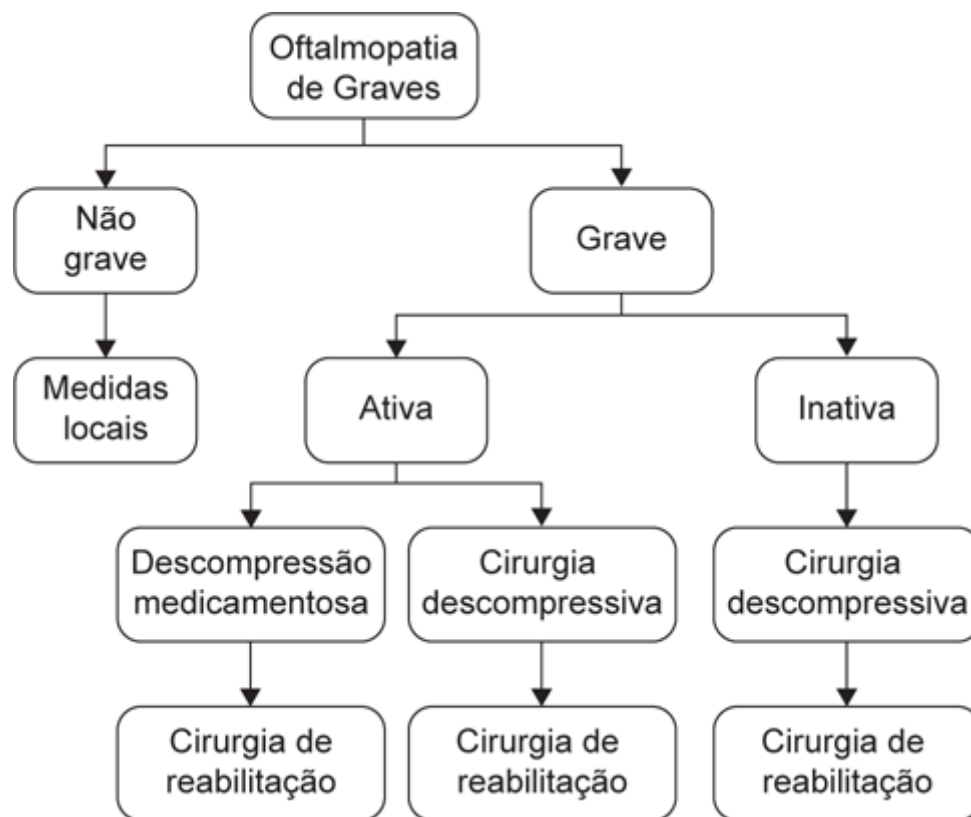 Oftalmopatia
de Graves
Não
grave
Grave
Medidas
locais
Ativa
Inativa
Descompressão
medicamentosa
Cirurgia
descompressiva
Cirurgia
descompressiva
Cirurgia de
reabilitação
Cirurgia de
reabilitação
Cirurgia de
reabilitação